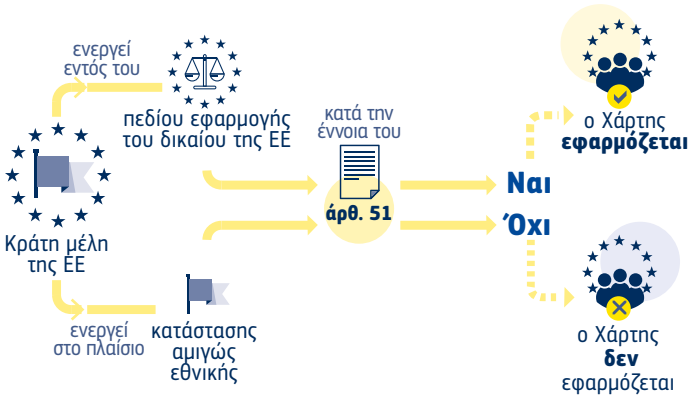 ενεργεί
εντός του
πεδίου εφαρμογής
του δικαίου της ΕΕ
Κράτη μέλη
της ΕΕ
ενεργεί
στο πλαίσιο
κατάστασης
αμιγώς
εθνικής
κατά την
έννοια του
άρθ. 51
Ναι
Όχι
ο Χάρτης
εφαρμόζεται
ο Χάρτης
δεν
εφαρμόζεται